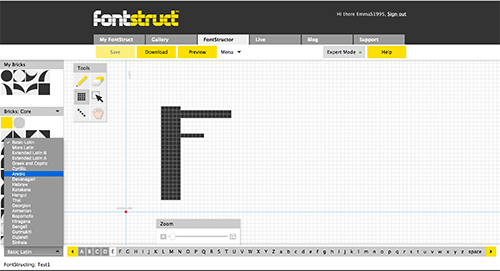 fontstruct
Hi there EmmaS1995, Sign out
My FontStruct Gallery FontStructor Live Blog Support
Save Download Preview Menu Expert Mode Help
My Bricks
Tools
Bricks: Core
Basic Latin
More Latin
Extended Latin B
Extended Latin A
Greek and Coptic
Cyrillic
Arabic
Devanagari
Hebrew
Katakana
Hangul
Thai
Georgian
Armenian
Bopomofo
Hiragana
Bengali
Gurmukhi
Gujarati
Sinhala
F
Zoom
Basic Latin A B C D E F G H I J K L M N O P Q R S T U V W X Y Z a b c d e f g h i j k l m n o p q r s t u v w x y z space
FontStructing: Test1